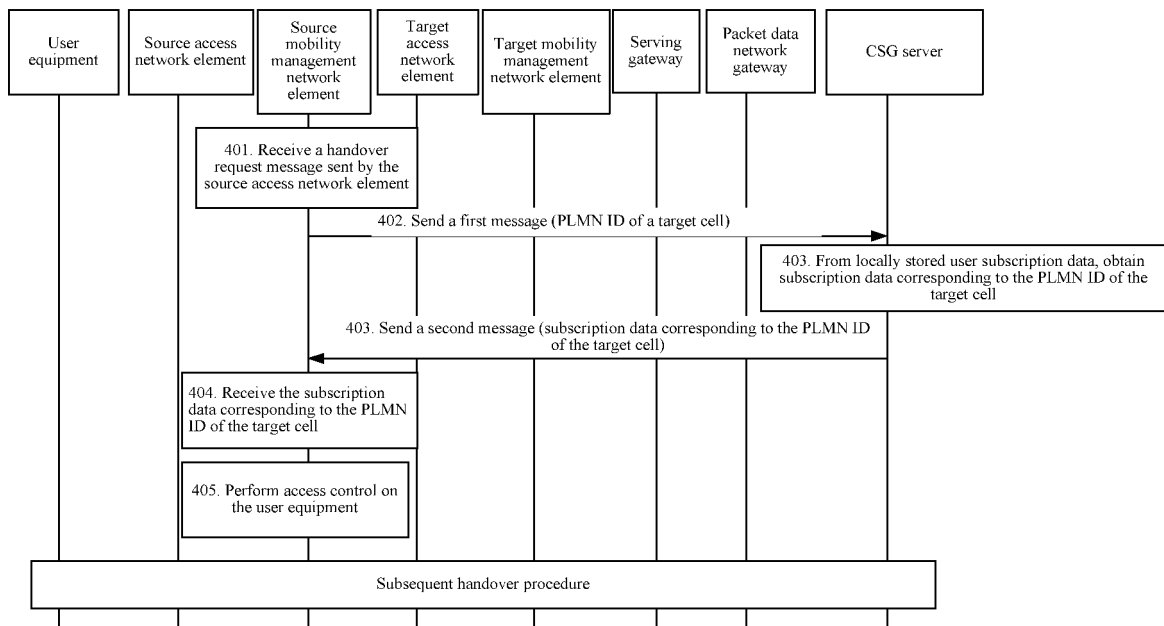 User
equipment
Source access
network element
Source
mobility
management
network
element
Target
access
network
element
Target mobility
management
network element
Serving
gateway
Packet data
network
gateway
CSG server
401. Receive a handover
request message sent by the
source access network element
402. Send a first message (PLMN ID of a target cell)
403. From locally stored user subscription data, obtain
subscription data corresponding to the PLMN ID of the
target cell
403. Send a second message (subscription data corresponding to the PLMN ID
of the target cell)
404. Receive the subscription
data corresponding to the PLMN
ID of the target cell
405. Perform access control on
the user equipment
Subsequent handover procedure